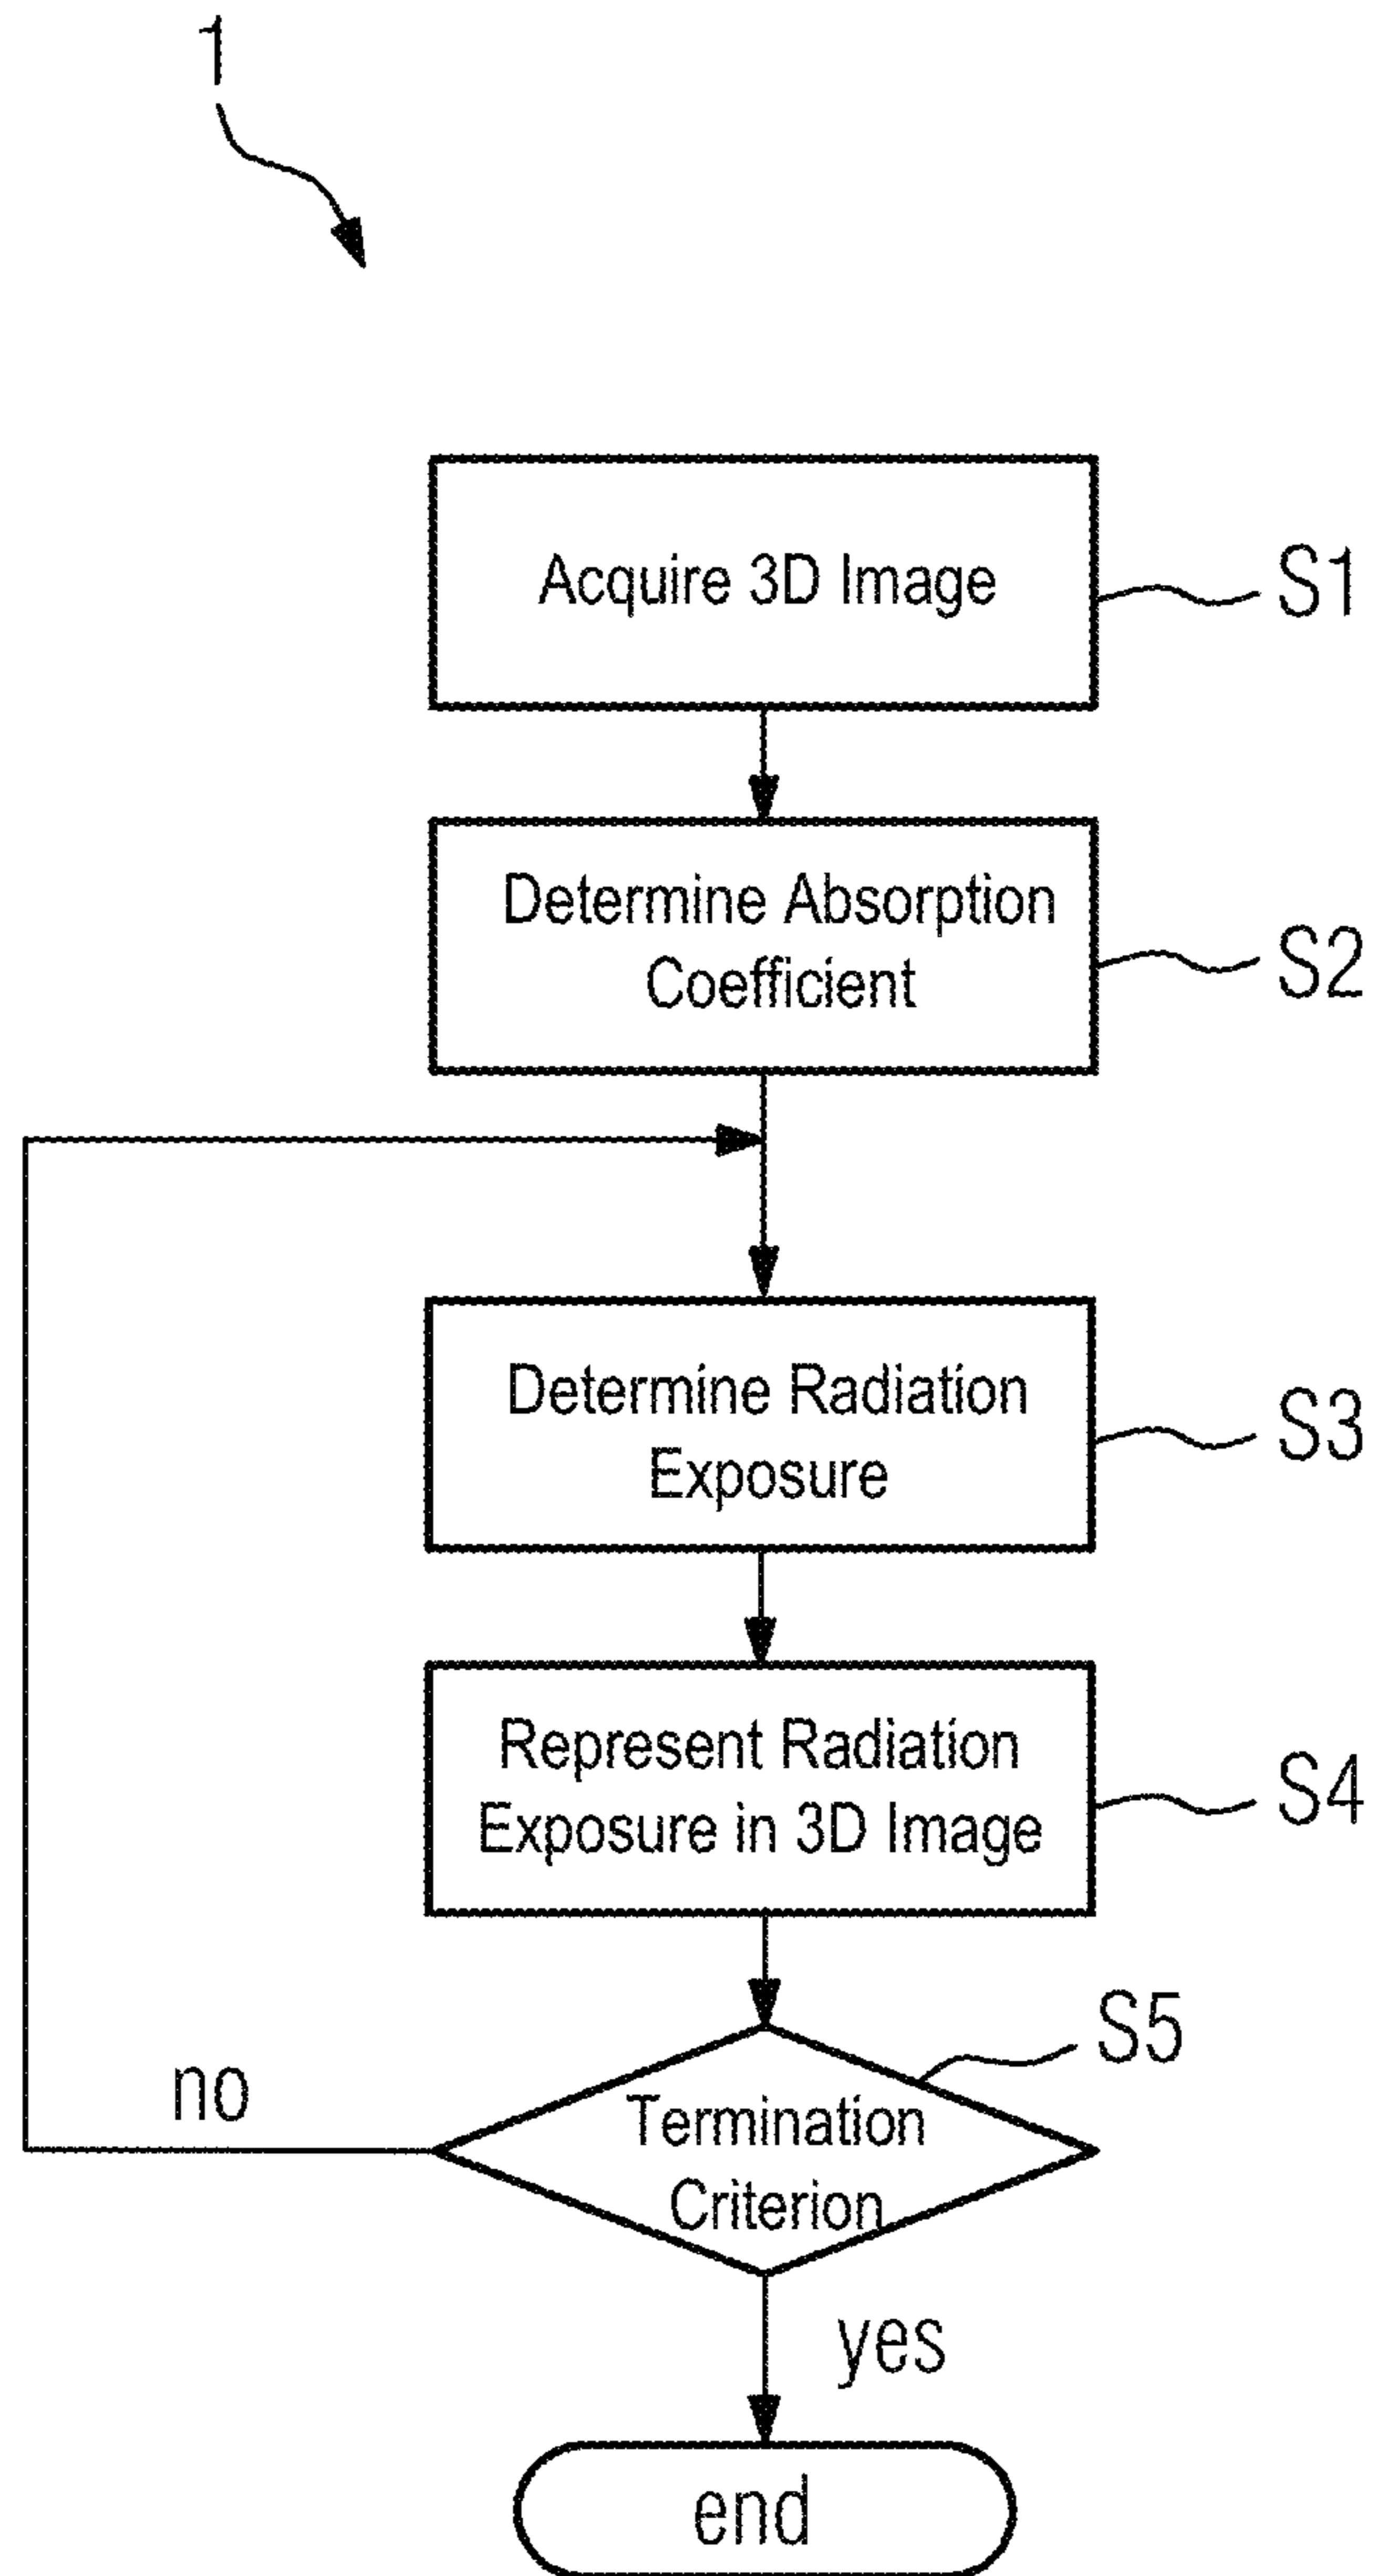 1
Acquire 3D Image
S1
Determine Absorption
Coefficient
S2
Determine Radiation
Exposure
S3
Represent Radiation
Exposure in 3D Image
S4
S5
Termination
Criterion
no
yes
end